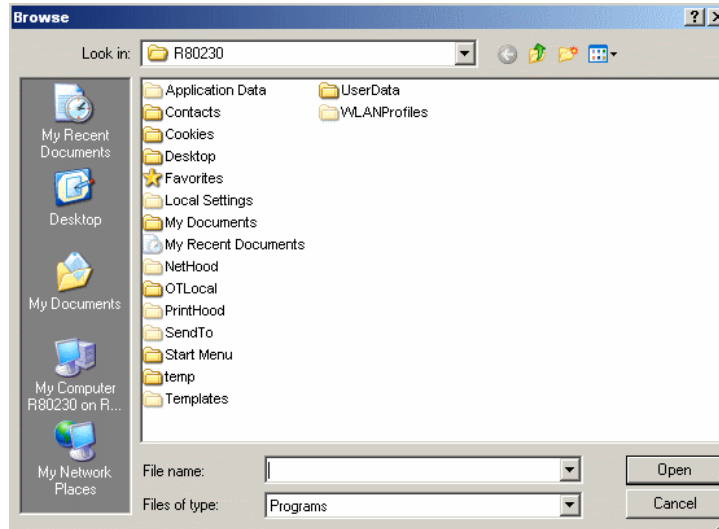 Browse
Look in: R80230
My Recent Documents
Desktop
My Documents
My Computer
R80230 on R...
My Network Places
Application Data
Contacts
Cookies
Desktop
Favorites
Local Settings
My Documents
My Recent Documents
NetHood
OTLocal
PrintHood
SendTo
Start Menu
temp
Templates
UserData
WLANProfiles
File name:
Open
Files of type: Programs
Cancel